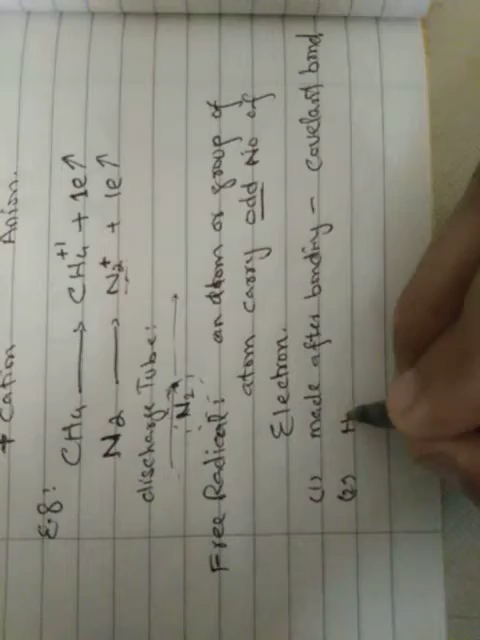 + Cation Anion.
E.g:
CH4 ⟶ CH4+1 + 1e↑
N2 ⟶ N2+ + 1e↑
discharge Tube:
N2
Free Radical: an atom or group of
atom carry odd No of
Electron.
(1) made after bonding - covelant bond
(2) H